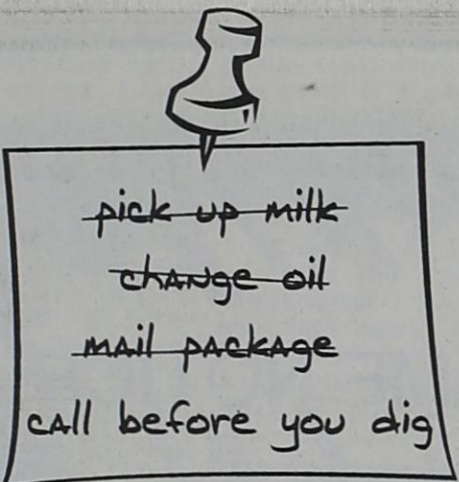 pick up milk
change oil
mail package
call before you dig